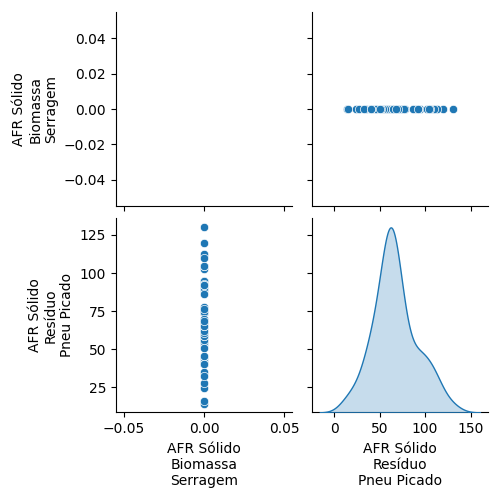 AFR Sólido
Biomassa
Serragem
0.04
0.02
0.00
−0.02
−0.04
AFR Sólido
Resíduo
Pneu Picado
125
100
75
50
25
−0.05
0.00
0.05
AFR Sólido
Biomassa
Serragem
0
50
100
150
AFR Sólido
Resíduo
Pneu Picado